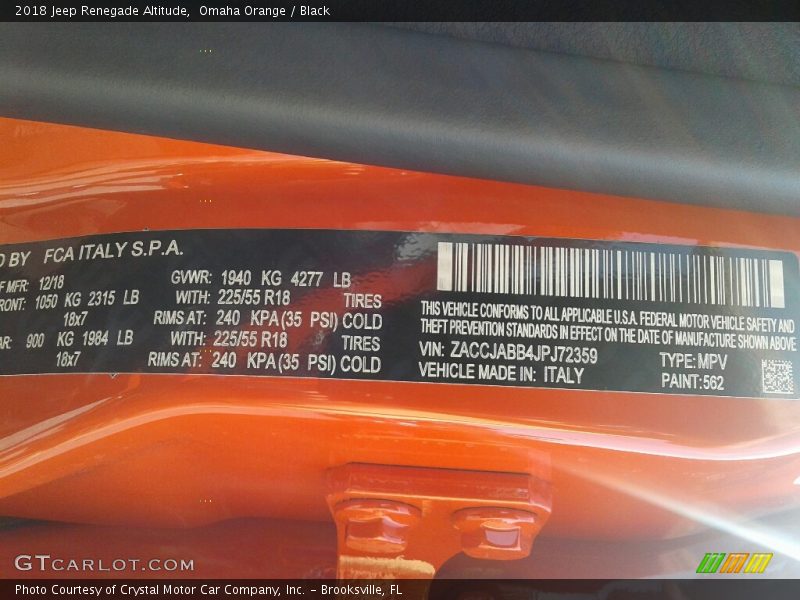 2018 Jeep Renegade Altitude,  Omaha Orange / Black
D BY FCA ITALY S.P.A.
F MFR: 12/18
RONT: 1050 KG 2315 LB
18x7
AR: 900 KG 1984 LB
18x7
GVWR: 1940 KG 4277 LB
WITH: 225/55 R18 TIRES
RIMS AT: 240 KPA(35 PSI) COLD
WITH: 225/55 R18 TIRES
RIMS AT: 240 KPA(35 PSI) COLD
THIS VEHICLE CONFORMS TO ALL APPLICABLE U.S.A. FEDERAL MOTOR VEHICLE SAFETY AND
THEFT PREVENTION STANDARDS IN EFFECT ON THE DATE OF MANUFACTURE SHOWN ABOVE
VIN: ZACCJABB4JPJ72359
TYPE: MPV
VEHICLE MADE IN: ITALY
PAINT: 562
GTCARLOT.COM
Photo Courtesy of Crystal Motor Car Company, Inc. – Brooksville, FL